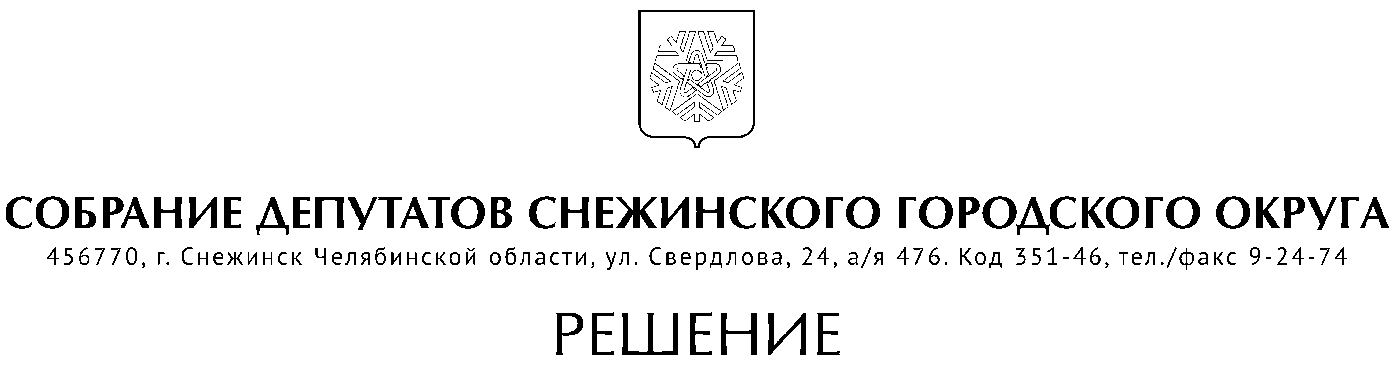 СОБРАНИЕ ДЕПУТАТОВ СНЕЖИНСКОГО ГОРОДСКОГО ОКРУГА
456770, г. Снежинск Челябинской области, ул. Свердлова, 24, а/я 476. Код 351-46, тел./факс 9-24-74
РЕШЕНИЕ